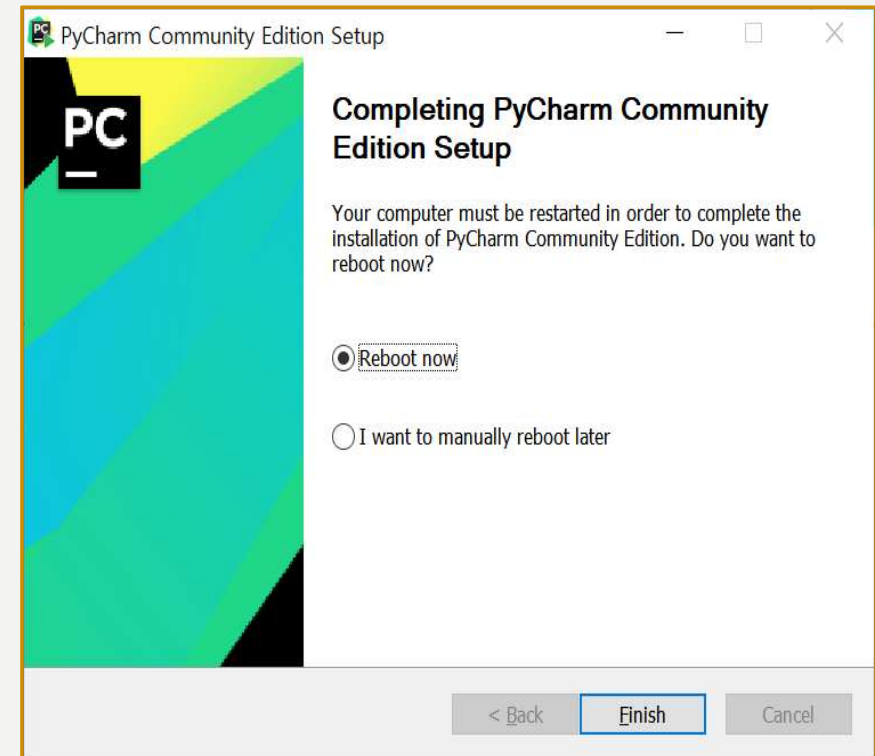 PyCharm Community Edition Setup
PC
Completing PyCharm Community
Edition Setup
Your computer must be restarted in order to complete the
installation of PyCharm Community Edition. Do you want to
reboot now?
Reboot now
I want to manually reboot later
< Back
Finish
Cancel